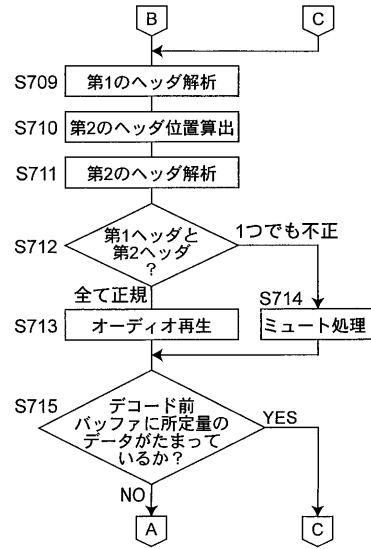 B
C
S709
第1のヘッダ解析
S710
第2のヘッダ位置算出
S711
第2のヘッダ解析
S712
第1ヘッダと
第2ヘッダ
?
1つでも不正
全て正規
S713
オーディオ再生
S714
ミュート処理
S715
デコード前
バッファに所定量の
データがたまって
いるか?
YES
NO
A
C